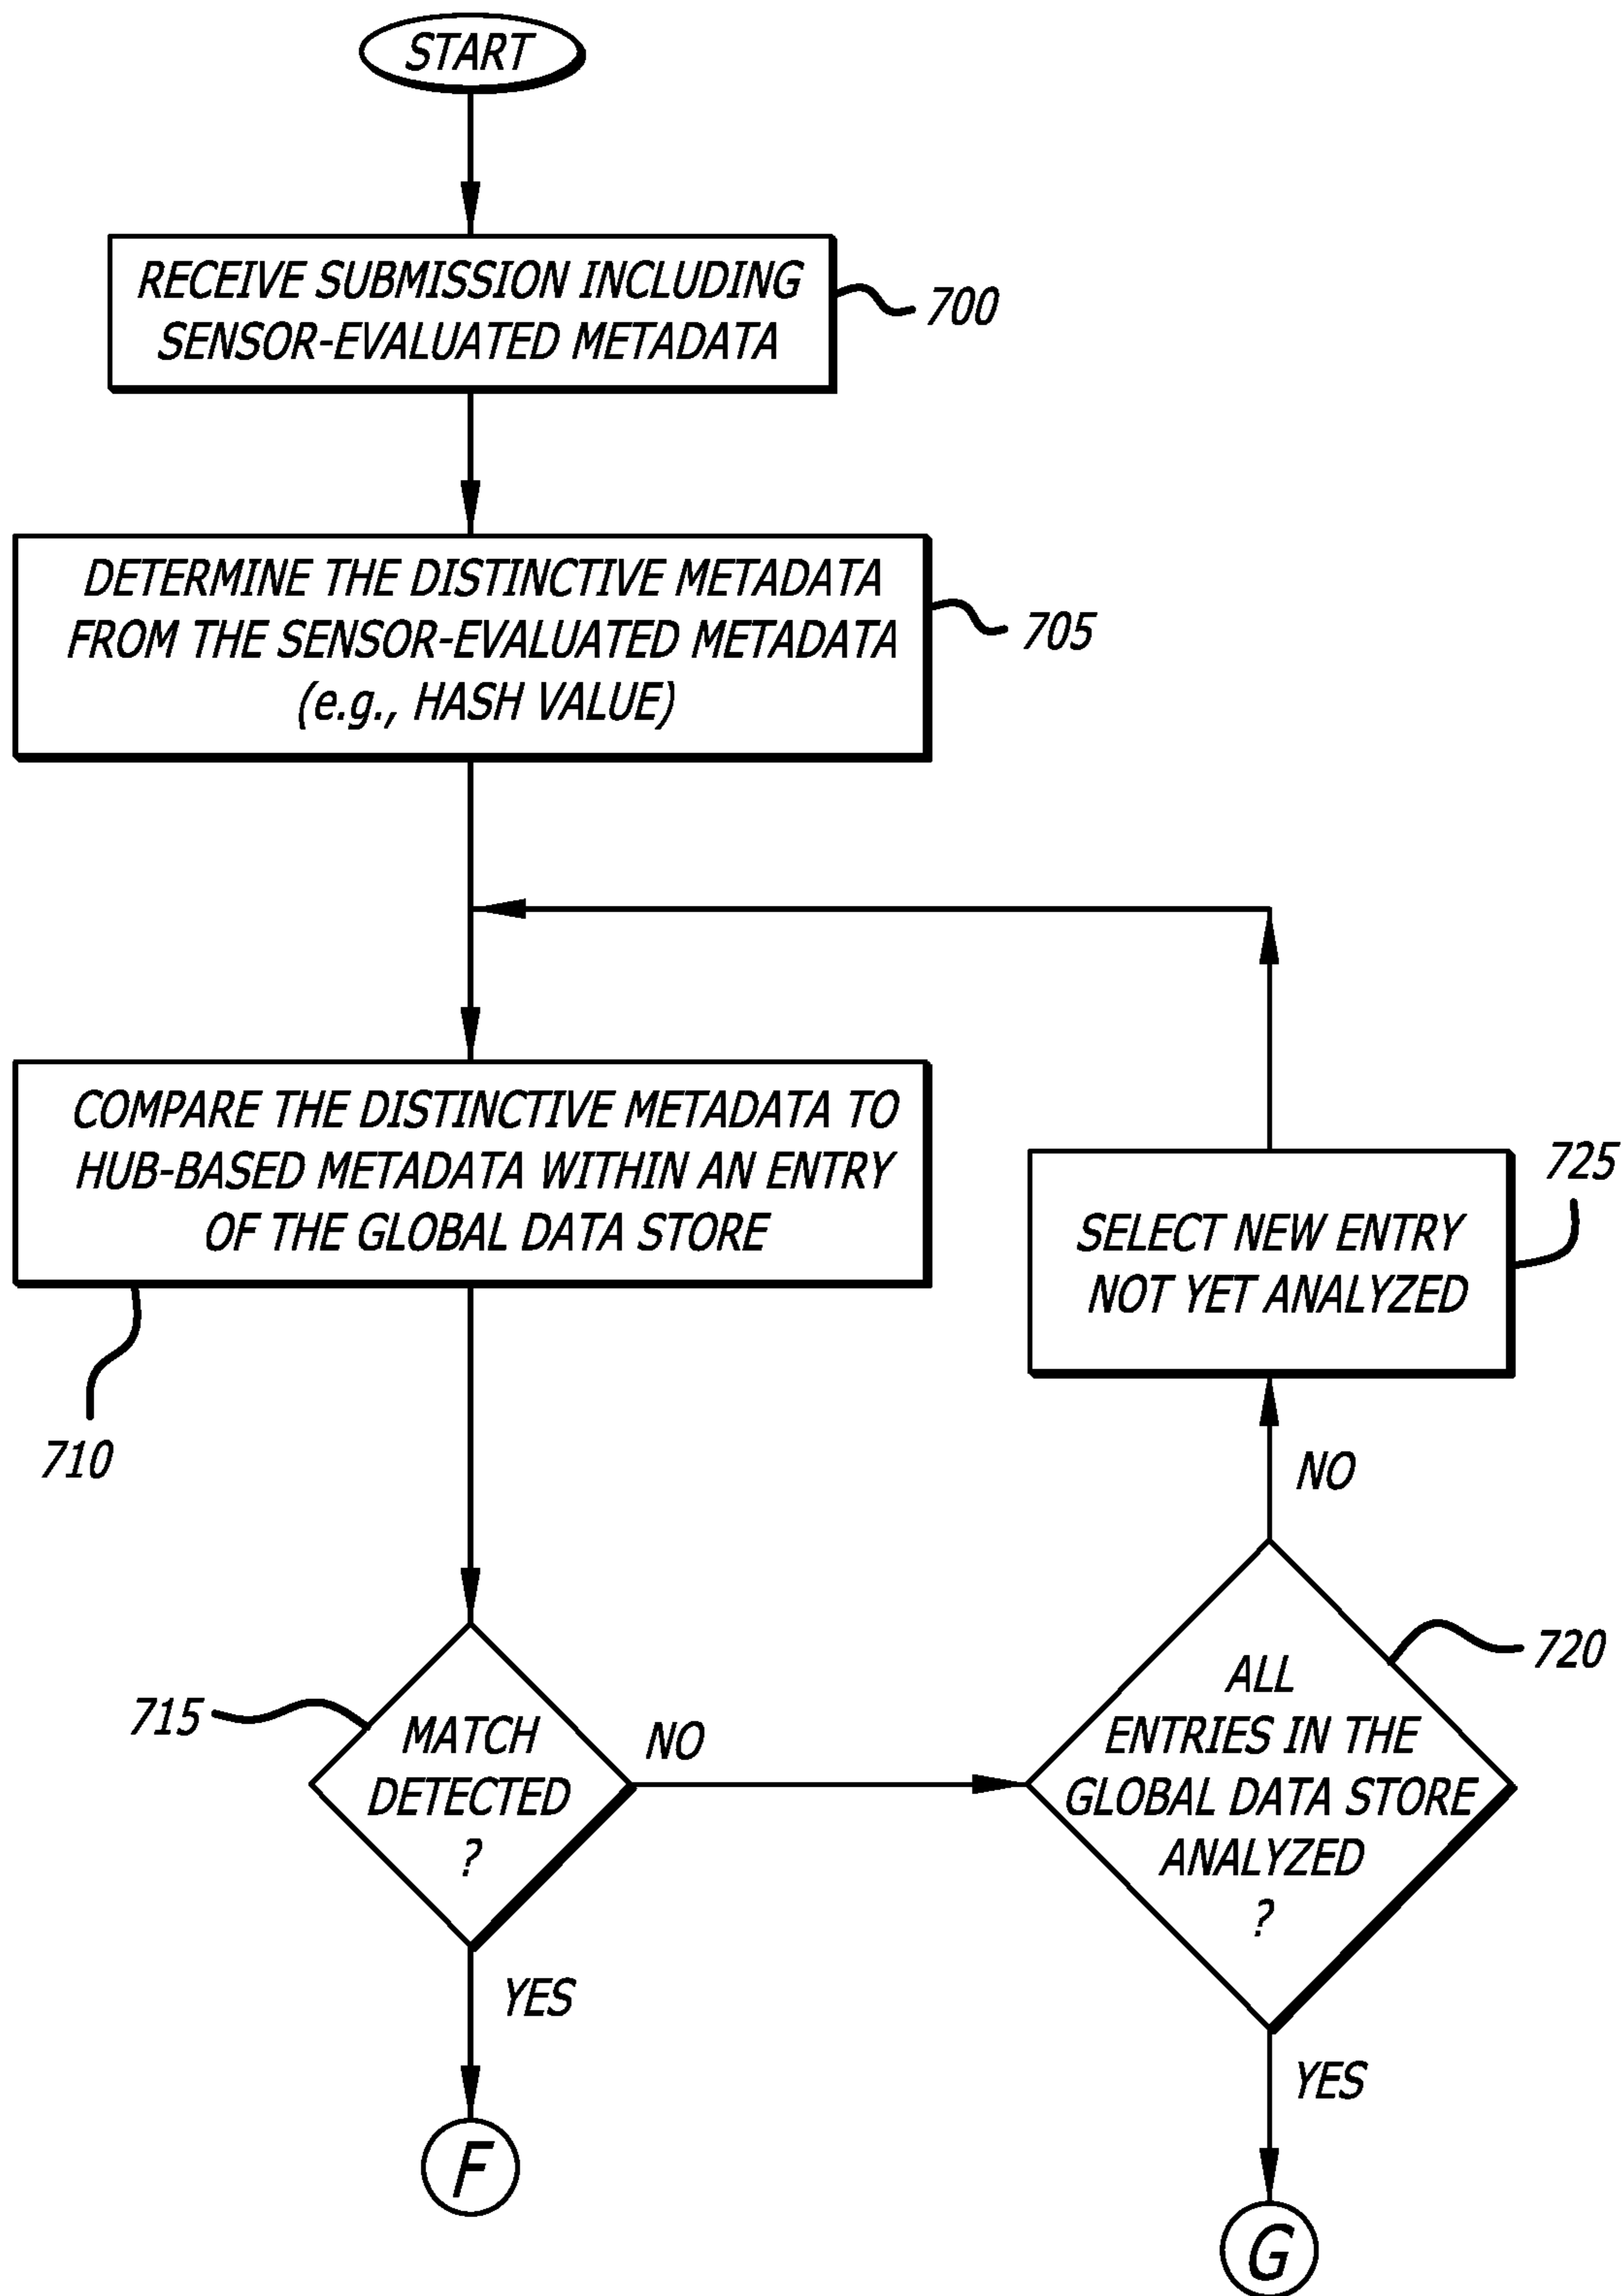 START
RECEIVE SUBMISSION INCLUDING
SENSOR-EVALUATED METADATA
700
DETERMINE THE DISTINCTIVE METADATA
FROM THE SENSOR-EVALUATED METADATA
(e.g., HASH VALUE)
705
COMPARE THE DISTINCTIVE METADATA TO
HUB-BASED METADATA WITHIN AN ENTRY
OF THE GLOBAL DATA STORE
710
SELECT NEW ENTRY
NOT YET ANALYZED
725
NO
MATCH
DETECTED
?
715
NO
ALL
ENTRIES IN THE
GLOBAL DATA STORE
ANALYZED
?
720
YES
F
YES
G